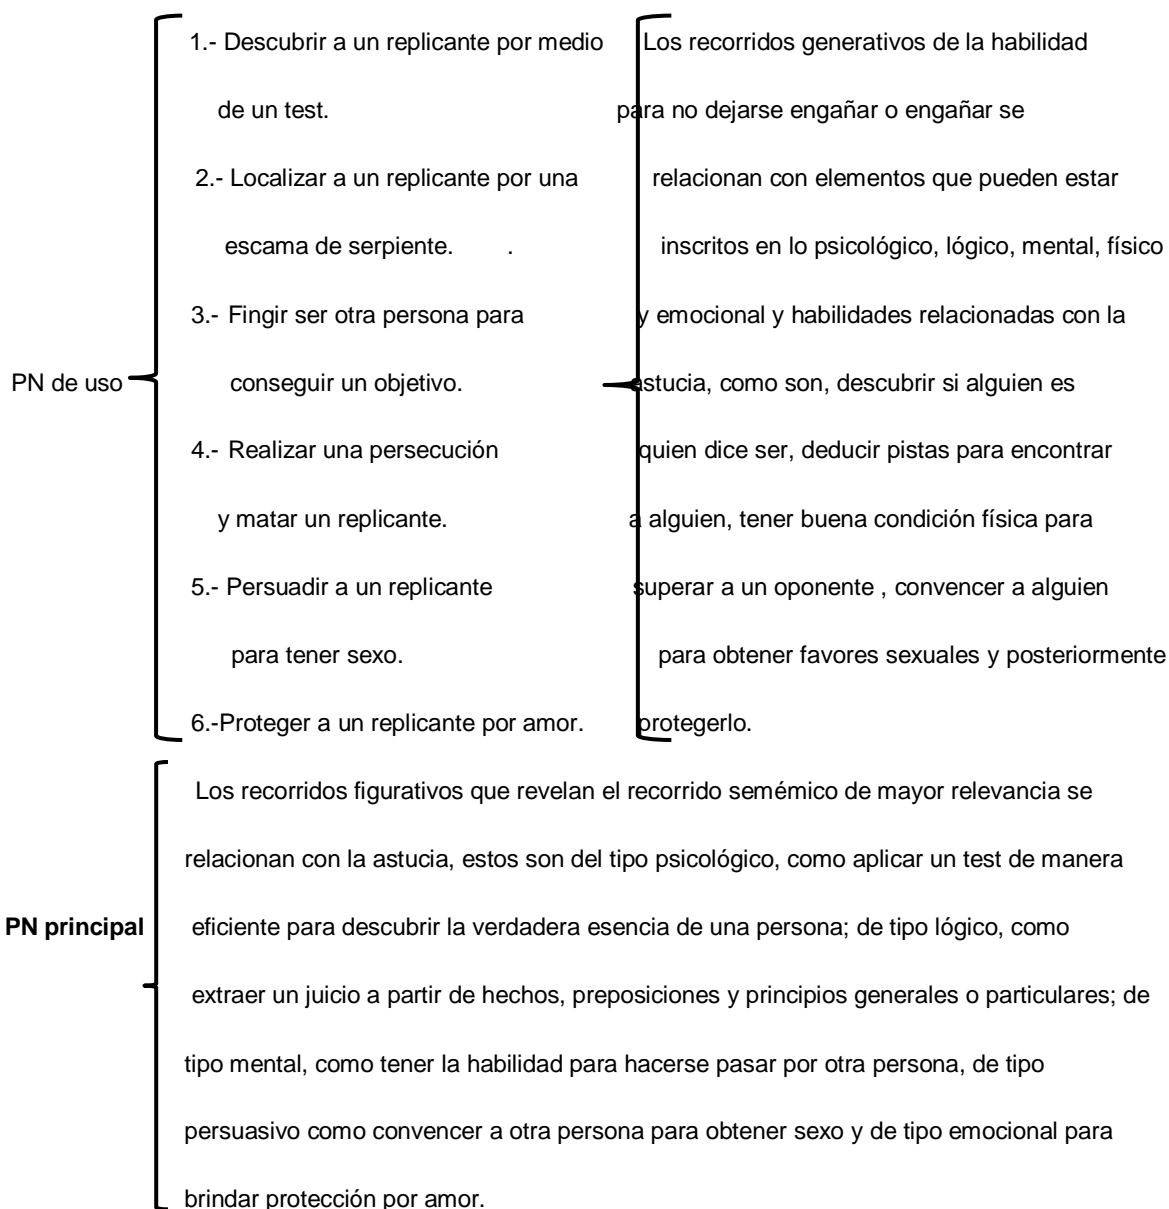 1.- Descubrir a un replicante por medio
de un test.
2.- Localizar a un replicante por una
escama de serpiente. .
3.- Fingir ser otra persona para
PN de uso
conseguir un objetivo.
4.- Realizar una persecución
y matar un replicante.
5.- Persuadir a un replicante
para tener sexo.
6.-Proteger a un replicante por amor.
Los recorridos generativos de la habilidad
para no dejarse engañar o engañar se
relacionan con elementos que pueden estar
inscritos en lo psicológico, lógico, mental, físico
y emocional y habilidades relacionadas con la
astucia, como son, descubrir si alguien es
quien dice ser, deducir pistas para encontrar
a alguien, tener buena condición física para
superar a un oponente , convencer a alguien
para obtener favores sexuales y posteriormente
protegerlo.
Los recorridos figurativos que revelan el recorrido semémico de mayor relevancia se
relacionan con la astucia, estos son del tipo psicológico, como aplicar un test de manera
PN principal
eficiente para descubrir la verdadera esencia de una persona; de tipo lógico, como
extraer un juicio a partir de hechos, preposiciones y principios generales o particulares; de
tipo mental, como tener la habilidad para hacerse pasar por otra persona, de tipo
persuasivo como convencer a otra persona para obtener sexo y de tipo emocional para
brindar protección por amor.